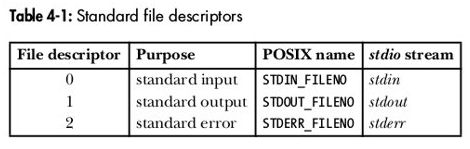 Table 4-1: Standard file descriptors
File descriptor Purpose POSIX name stdio stream
0 standard input STDIN_FILENO stdin
1 standard output STDOUT_FILENO stdout
2 standard error STDERR_FILENO stderr